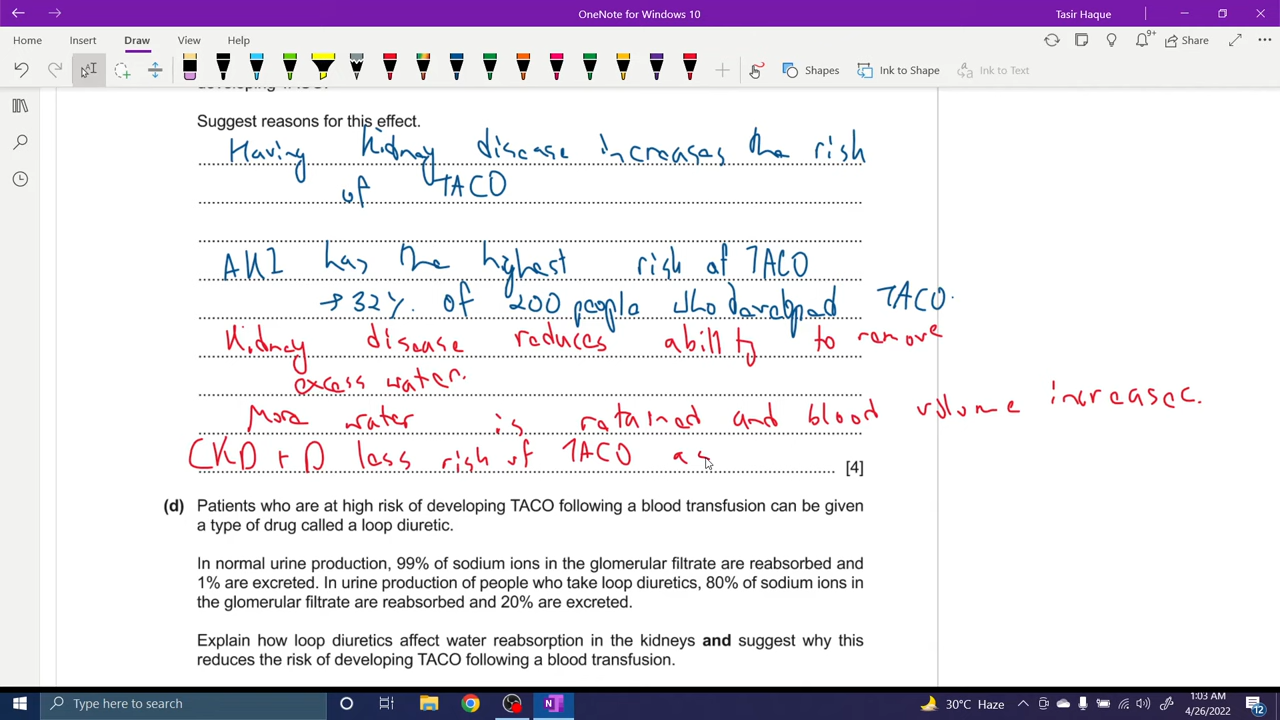 OneNote for Windows 10
Tasir Haque
Home Insert Draw View Help
9+
Share
Shapes
Ink to Shape
Ink to Text
Suggest reasons for this effect.
Having kidney disease increases the risk
of TACO
AKI has the highest risk of TACO
→ 32% of 200 people who developed TACO.
Kidney disease reduces ability to remove
excess water.
More water is retained and blood volume increases.
CKD + D less risk of TACO as
[4]
(d) Patients who are at high risk of developing TACO following a blood transfusion can be given
a type of drug called a loop diuretic.
In normal urine production, 99% of sodium ions in the glomerular filtrate are reabsorbed and
1% are excreted. In urine production of people who take loop diuretics, 80% of sodium ions in
the glomerular filtrate are reabsorbed and 20% are excreted.
Explain how loop diuretics affect water reabsorption in the kidneys and suggest why this
reduces the risk of developing TACO following a blood transfusion.
Type here to search
30°C Haze
1:03 AM
4/26/2022
12